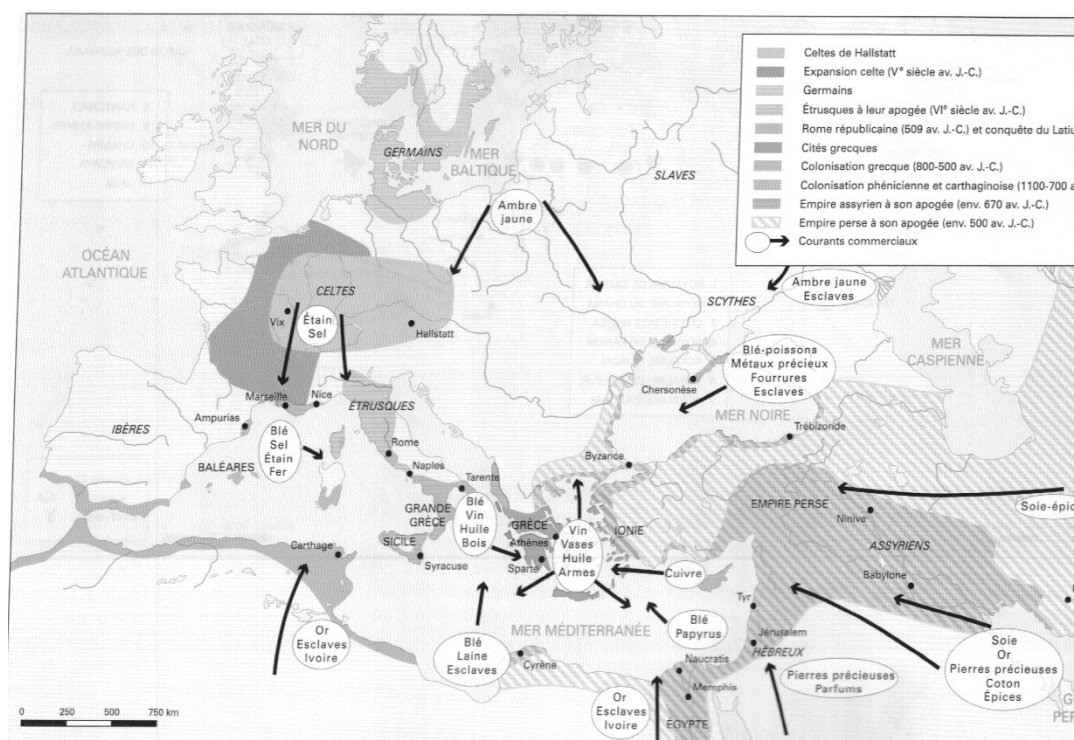 Celtes de Hallstatt
Expansion celte (Ve siècle av. J.-C.)
Germains
Étrusques à leur apogée (VIe siècle av. J.-C.)
Rome républicaine (509 av. J.-C.) et conquête du Latiu
Cités grecques
Colonisation grecque (800-500 av. J.-C.)
Colonisation phénicienne et carthaginoise (1100-700 a
Empire assyrien à son apogée (env. 670 av. J.-C.)
Empire perse à son apogée (env. 500 av. J.-C.)
Courants commerciaux
MER DU
NORD
GERMAINS
MER
BALTIQUE
SLAVES
Ambre
jaune
OCÉAN
ATLANTIQUE
CELTES
Vix
Étain
Sel
Hallstatt
SCYTHES
Ambre jaune
Esclaves
MER
CASPIENNE
Blé-poissons
Métaux précieux
Fourrures
Esclaves
Chersonèse
MER NOIRE
Trébizonde
Marseille
Nice
ÉTRUSQUES
Ampurias
IBÈRES
BALÉARES
Blé
Sel
Étain
Fer
Rome
Naples
Tarente
Byzance
GRANDE
GRÈCE
Blé
Vin
Huile
Bois
GRÈCE
Athènes
Sparte
Vin
Vases
Huile
Armes
IONIE
EMPIRE PERSE
Soie-épic
Ninive
ASSYRIENS
Babylone
Carthage
SICILE
Syracuse
Cuivre
Tyr
Blé
Papyrus
MER MÉDITERRANÉE
Jérusalem
HÉBREUX
Or
Esclaves
Ivoire
Blé
Laine
Esclaves
Cyrène
Naucratis
Memphis
ÉGYPTE
Or
Esclaves
Ivoire
Pierres précieuses
Parfums
Soie
Or
Pierres précieuses
Coton
Épices
G
PER
0 250 500 750 km